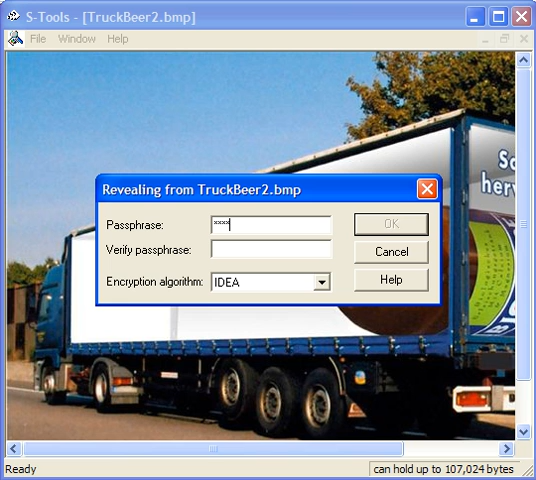 S-Tools - [TruckBeer2.bmp]
File Window Help
Revealing from TruckBeer2.bmp
Passphrase: ****
OK
Verify passphrase:
Cancel
Encryption algorithm: IDEA
Help
Ready
can hold up to 107,024 bytes